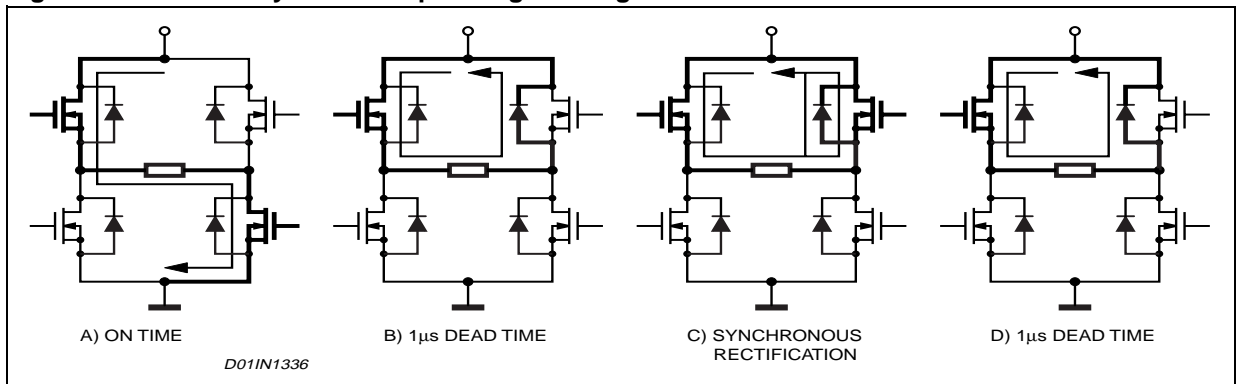 A) ON TIME
B) 1μs DEAD TIME
C) SYNCHRONOUS
RECTIFICATION
D) 1μs DEAD TIME
D01IN1336